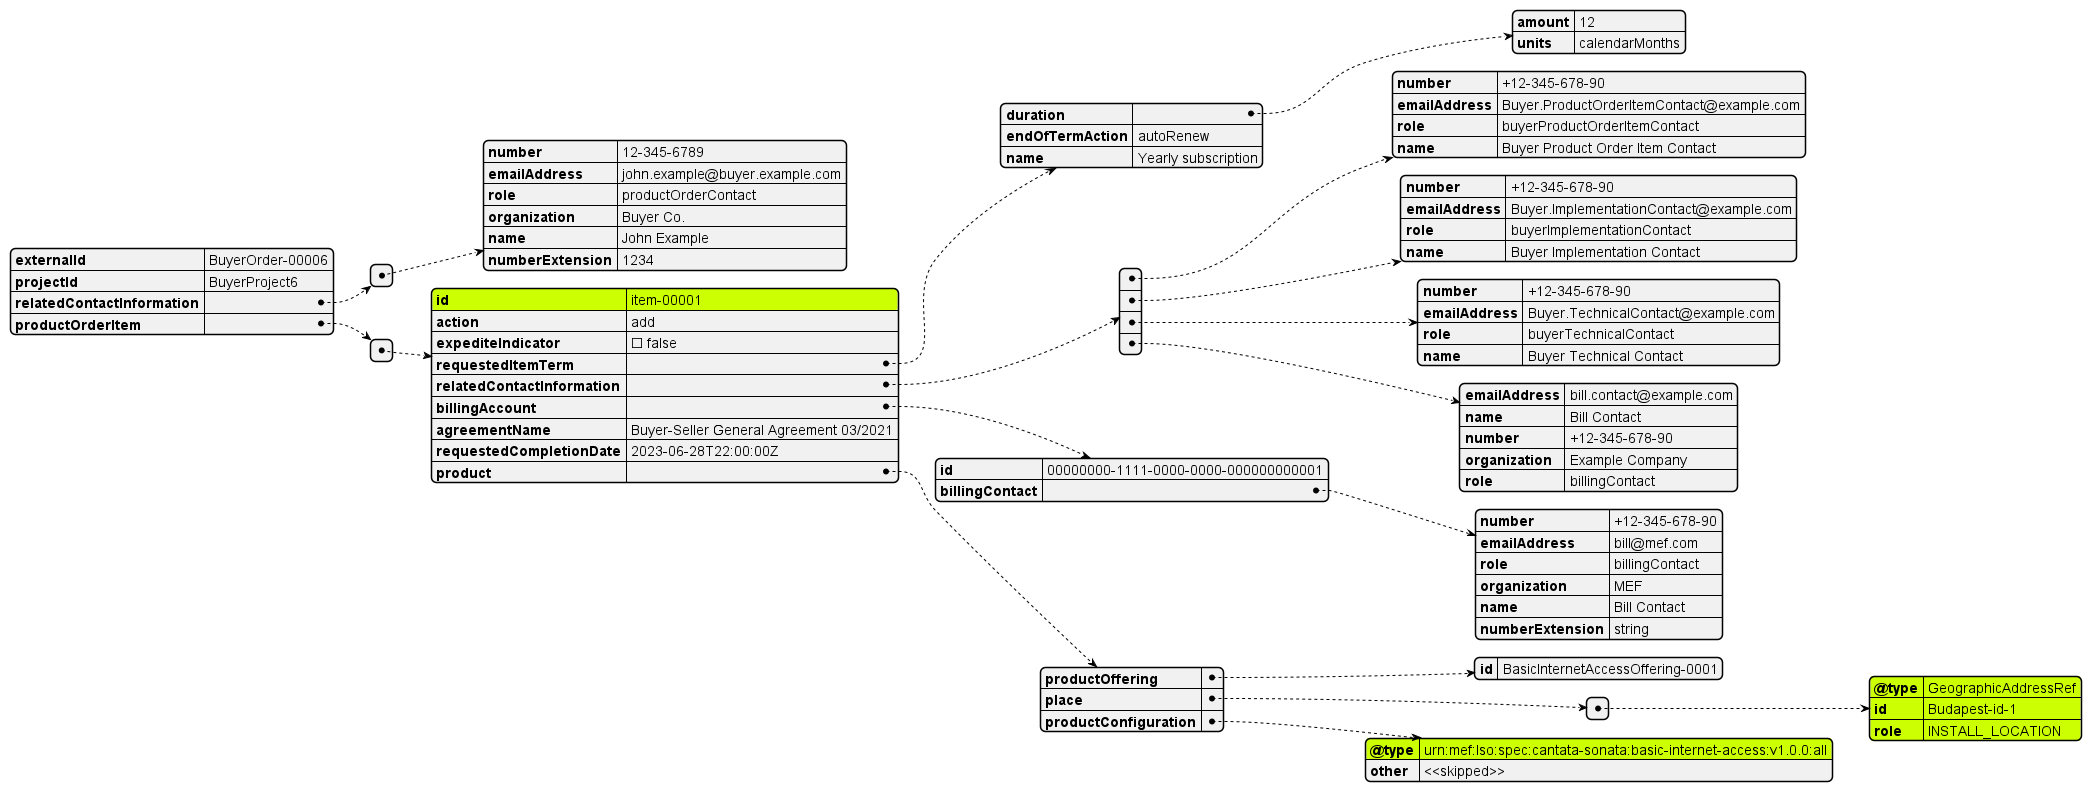 externalId BuyerOrder-00006
projectId BuyerProject6
relatedContactInformation
productOrderItem
number 12-345-6789
emailAddress john.example@buyer.example.com
role productOrderContact
organization Buyer Co.
name John Example
numberExtension 1234
id item-00001
action add
expediteIndicator ☐ false
requestedItemTerm
relatedContactInformation
billingAccount
agreementName Buyer-Seller General Agreement 03/2021
requestedCompletionDate 2023-06-28T22:00:00Z
product
duration
endOfTermAction autoRenew
name Yearly subscription
amount 12
units calendarMonths
number +12-345-678-90
emailAddress Buyer.ProductOrderItemContact@example.com
role buyerProductOrderItemContact
name Buyer Product Order Item Contact
number +12-345-678-90
emailAddress Buyer.ImplementationContact@example.com
role buyerImplementationContact
name Buyer Implementation Contact
number +12-345-678-90
emailAddress Buyer.TechnicalContact@example.com
role buyerTechnicalContact
name Buyer Technical Contact
emailAddress bill.contact@example.com
name Bill Contact
number +12-345-678-90
organization Example Company
role billingContact
id 00000000-1111-0000-0000-000000000001
billingContact
number +12-345-678-90
emailAddress bill@mef.com
role billingContact
organization MEF
name Bill Contact
numberExtension string
productOffering
place
productConfiguration
id BasicInternetAccessOffering-0001
@type GeographicAddressRef
id Budapest-id-1
role INSTALL_LOCATION
@type urn:mef:lso:spec:cantata-sonata:basic-internet-access:v1.0.0:all
other <<skipped>>